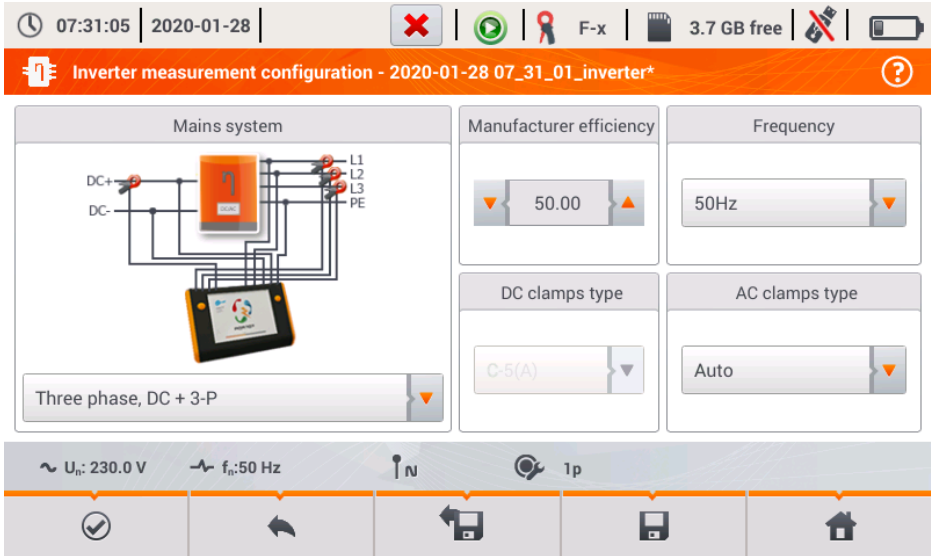 07:31:05 2020-01-28 F-x 3.7 GB free
Inverter measurement configuration - 2020-01-28 07_31_01_inverter*
Mains system
Manufacturer efficiency
Frequency
DC+
DC-
DC/AC
L1
L2
L3
PE
50.00
50Hz
DC clamps type
AC clamps type
C-5(A)
Auto
Three phase, DC + 3-P
Uₙ: 230.0 V fₙ:50 Hz N 1p